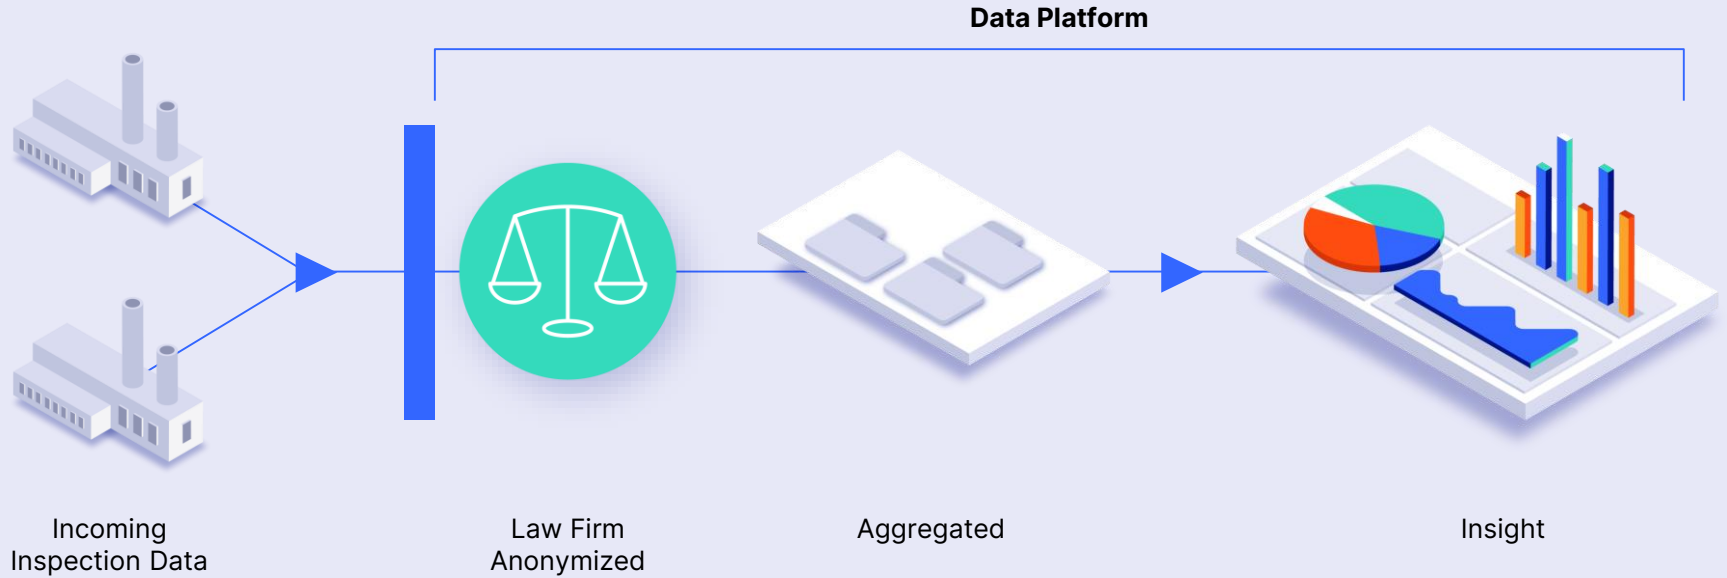 Data Platform
Incoming
Inspection Data
Law Firm
Anonymized
Aggregated
Insight